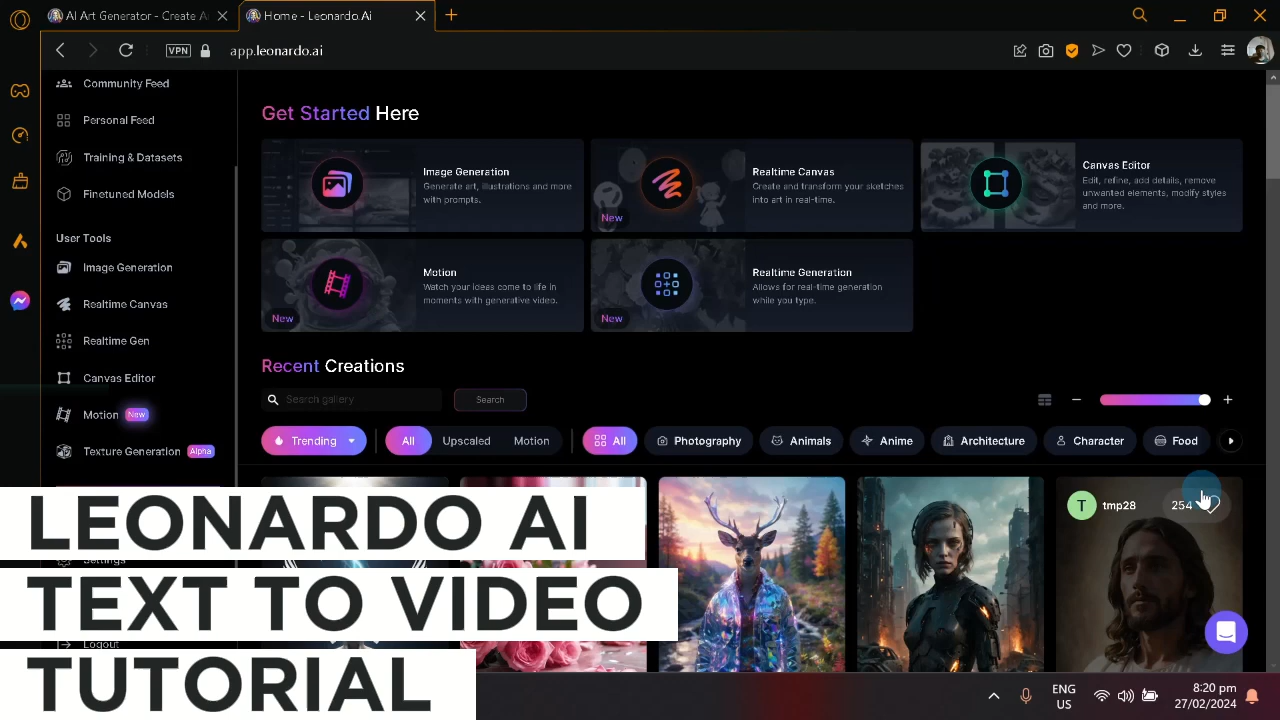 AI Art Generator - Create A
Home - Leonardo.Ai
VPN
app.leonardo.ai
Community Feed
Personal Feed
Training & Datasets
Finetuned Models
User Tools
Image Generation
Realtime Canvas
Realtime Gen
Canvas Editor
Motion New
Texture Generation Alpha
Settings
Logout
Get Started Here
Image Generation
Generate art, illustrations and more
with prompts.
New
Realtime Canvas
Create and transform your sketches
into art in real-time.
Canvas Editor
Edit, refine, add details, remove
unwanted elements, modify styles
and more.
New
Motion
Watch your ideas come to life in
moments with generative video.
New
Realtime Generation
Allows for real-time generation
while you type.
Recent Creations
Search gallery
Search
Trending All Upscaled Motion All Photography Animals Anime Architecture Character Food
T tmp28 254
LEONARDO AI
TEXT TO VIDEO
TUTORIAL
ENG
US
8:20 pm
27/02/2024